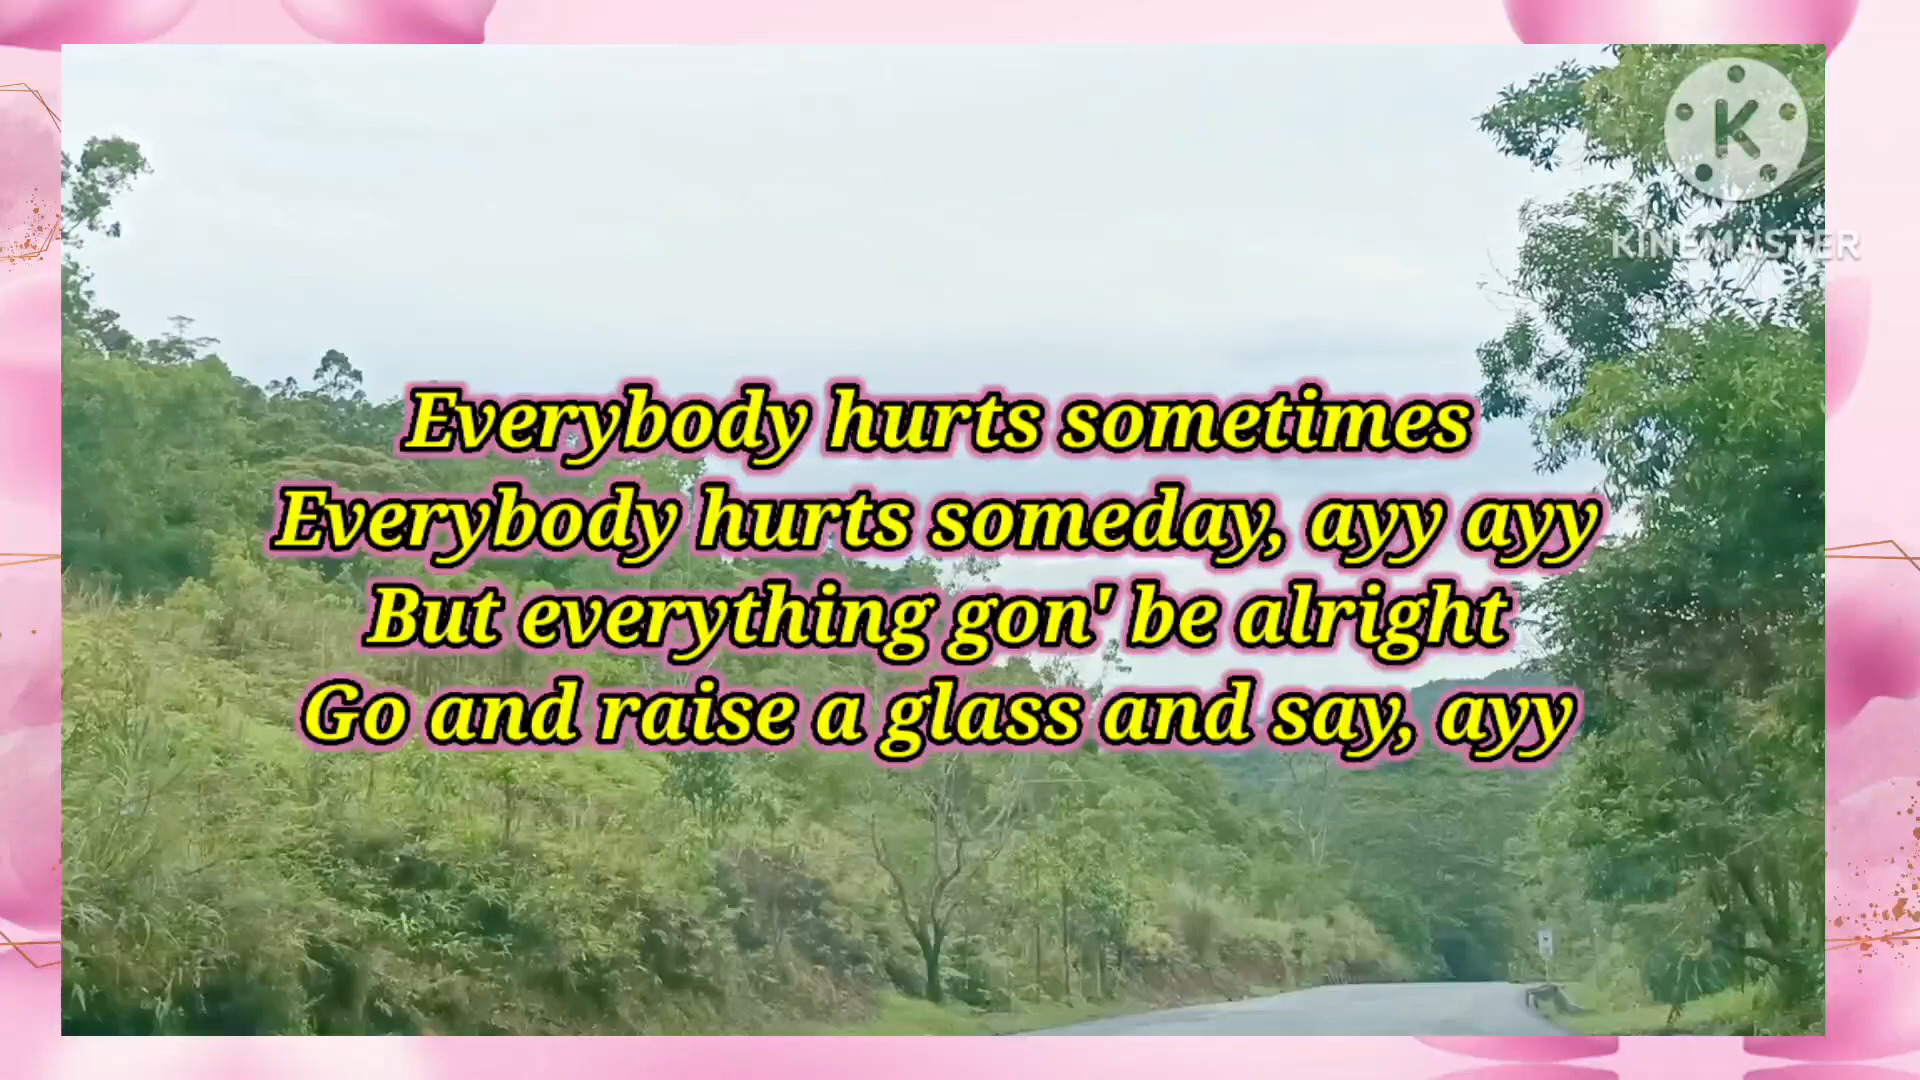 K
KINEMASTER
Everybody hurts sometimes
Everybody hurts someday, ayy ayy
But everything gon' be alright
Go and raise a glass and say, ayy